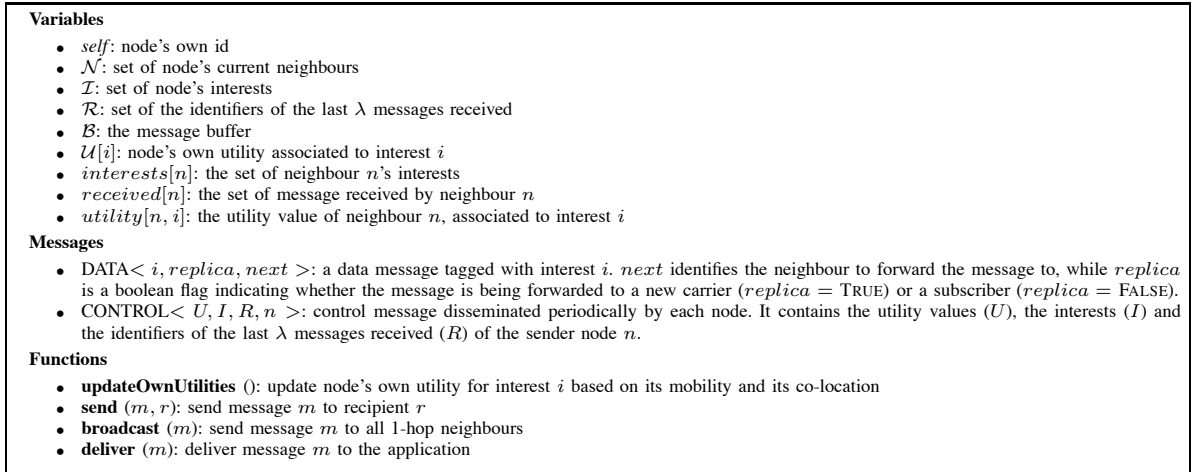 Variables
• self: node's own id
• 𝒩: set of node's current neighbours
• ℐ: set of node's interests
• ℛ: set of the identifiers of the last λ messages received
• ℬ: the message buffer
• 𝒰[i]: node's own utility associated to interest i
• interests[n]: the set of neighbour n's interests
• received[n]: the set of message received by neighbour n
• utility[n, i]: the utility value of neighbour n, associated to interest i
Messages
• DATA< i, replica, next >: a data message tagged with interest i. next identifies the neighbour to forward the message to, while replica
is a boolean flag indicating whether the message is being forwarded to a new carrier (replica = TRUE) or a subscriber (replica = FALSE).
• CONTROL< U, I, R, n >: control message disseminated periodically by each node. It contains the utility values (U), the interests (I) and
the identifiers of the last λ messages received (R) of the sender node n.
Functions
• updateOwnUtilities (): update node's own utility for interest i based on its mobility and its co-location
• send (m, r): send message m to recipient r
• broadcast (m): send message m to all 1-hop neighbours
• deliver (m): deliver message m to the application